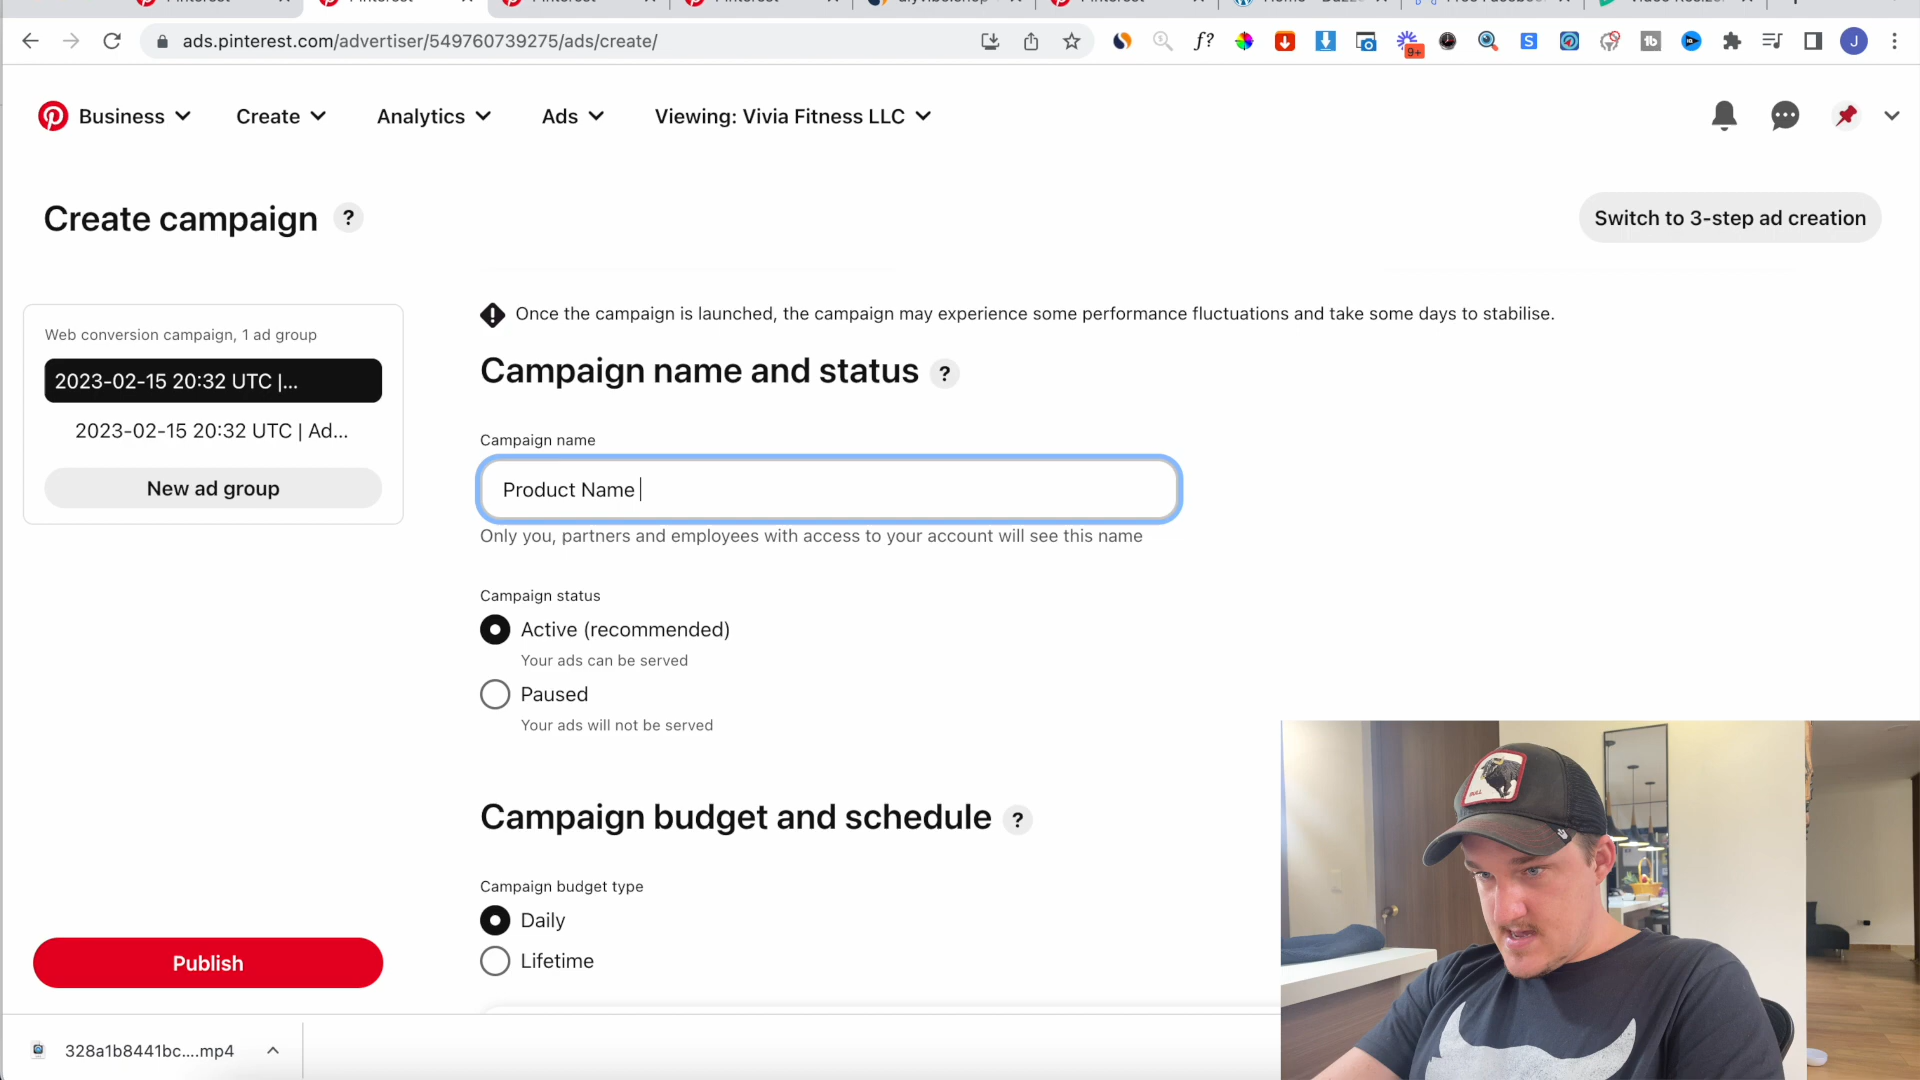 ads.pinterest.com/advertiser/549760739275/ads/create/
f?
9+
S
tb
J
Business
Create
Analytics
Ads
Viewing: Vivia Fitness LLC
Create campaign ?
Switch to 3-step ad creation
Web conversion campaign, 1 ad group
2023-02-15 20:32 UTC |...
2023-02-15 20:32 UTC | Ad...
New ad group
Publish
Once the campaign is launched, the campaign may experience some performance fluctuations and take some days to stabilise.
Campaign name and status ?
Campaign name
Product Name
Only you, partners and employees with access to your account will see this name
Campaign status
Active (recommended)
Your ads can be served
Paused
Your ads will not be served
Campaign budget and schedule ?
Campaign budget type
Daily
Lifetime
328a1b8441bc....mp4
BULL